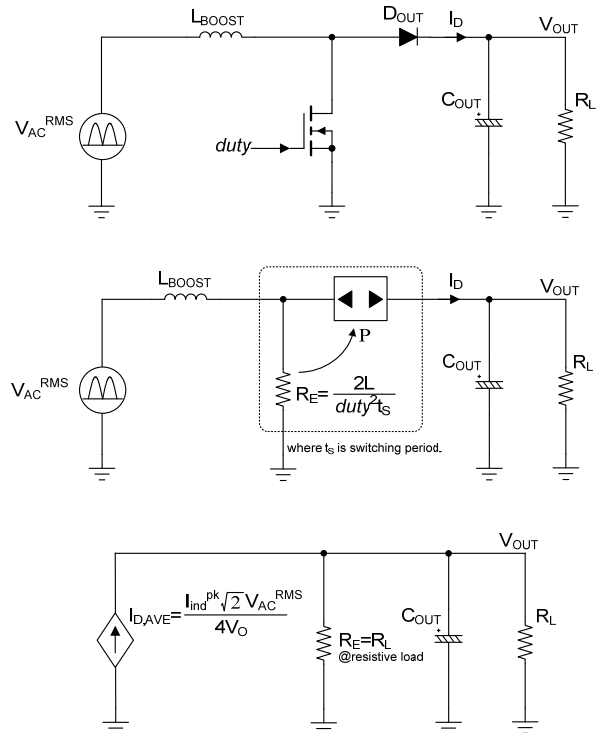 L_BOOST D_OUT I_D V_OUT
V_AC^RMS duty C_OUT + R_L
L_BOOST I_D V_OUT
P
V_AC^RMS R_E= 2L / duty² t_S C_OUT + R_L
where t_S is switching period.
V_OUT
I_D,AVE= I_ind^pk √2 V_AC^RMS / 4V_O R_E=R_L C_OUT + R_L
@resistive load